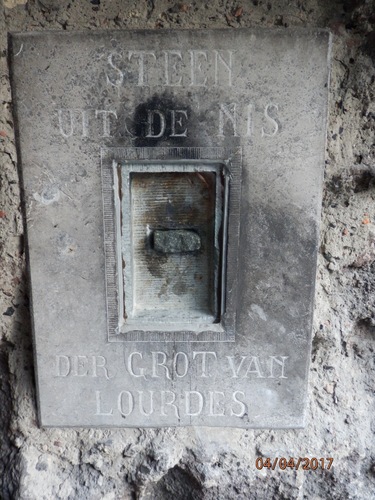 STEEN
UIT DE NIS
DER GROT VAN
LOURDES
04/04/2017